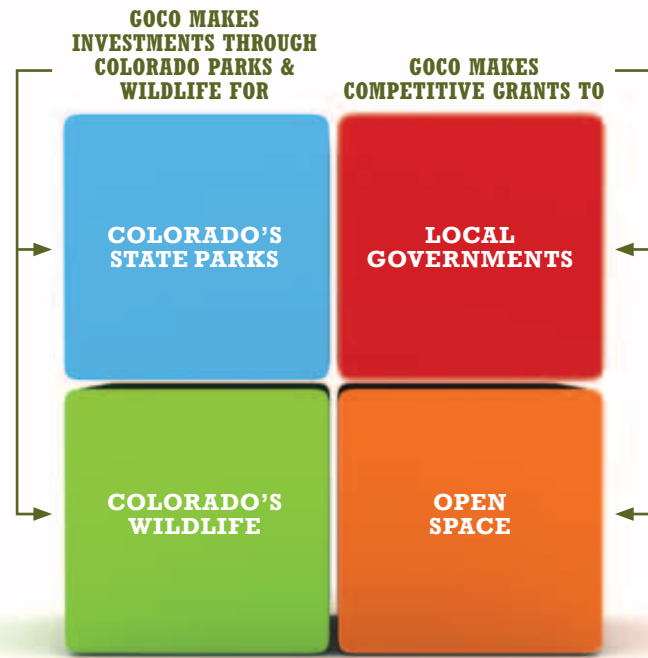 GOCO MAKES
INVESTMENTS THROUGH
COLORADO PARKS &
WILDLIFE FOR
GOCO MAKES
COMPETITIVE GRANTS TO
COLORADO'S
STATE PARKS
LOCAL
GOVERNMENTS
COLORADO'S
WILDLIFE
OPEN
SPACE